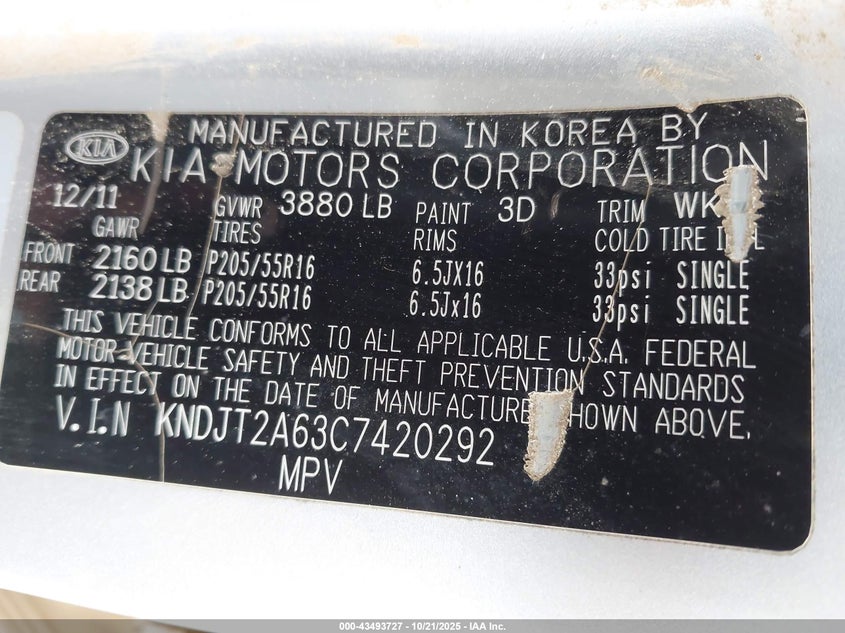 MANUFACTURED IN KOREA BY
KIA KIA MOTORS CORPORATION
12/11 GVWR 3880 LB PAINT 3D TRIM WK
GAWR TIRES RIMS COLD TIRE
FRONT 2160 LB P205/55R16 6.5JX16 33psi SINGLE
REAR 2138 LB P205/55R16 6.5Jx16 33psi SINGLE
THIS VEHICLE CONFORMS TO ALL APPLICABLE U.S.A. FEDERAL
MOTOR VEHICLE SAFETY AND THEFT PREVENTION STANDARDS
IN EFFECT ON THE DATE OF MANUFACTURE SHOWN ABOVE.
V.I.N KNDJT2A63C7420292
MPV
000-43493727 - 10/21/2025 - IAA Inc.